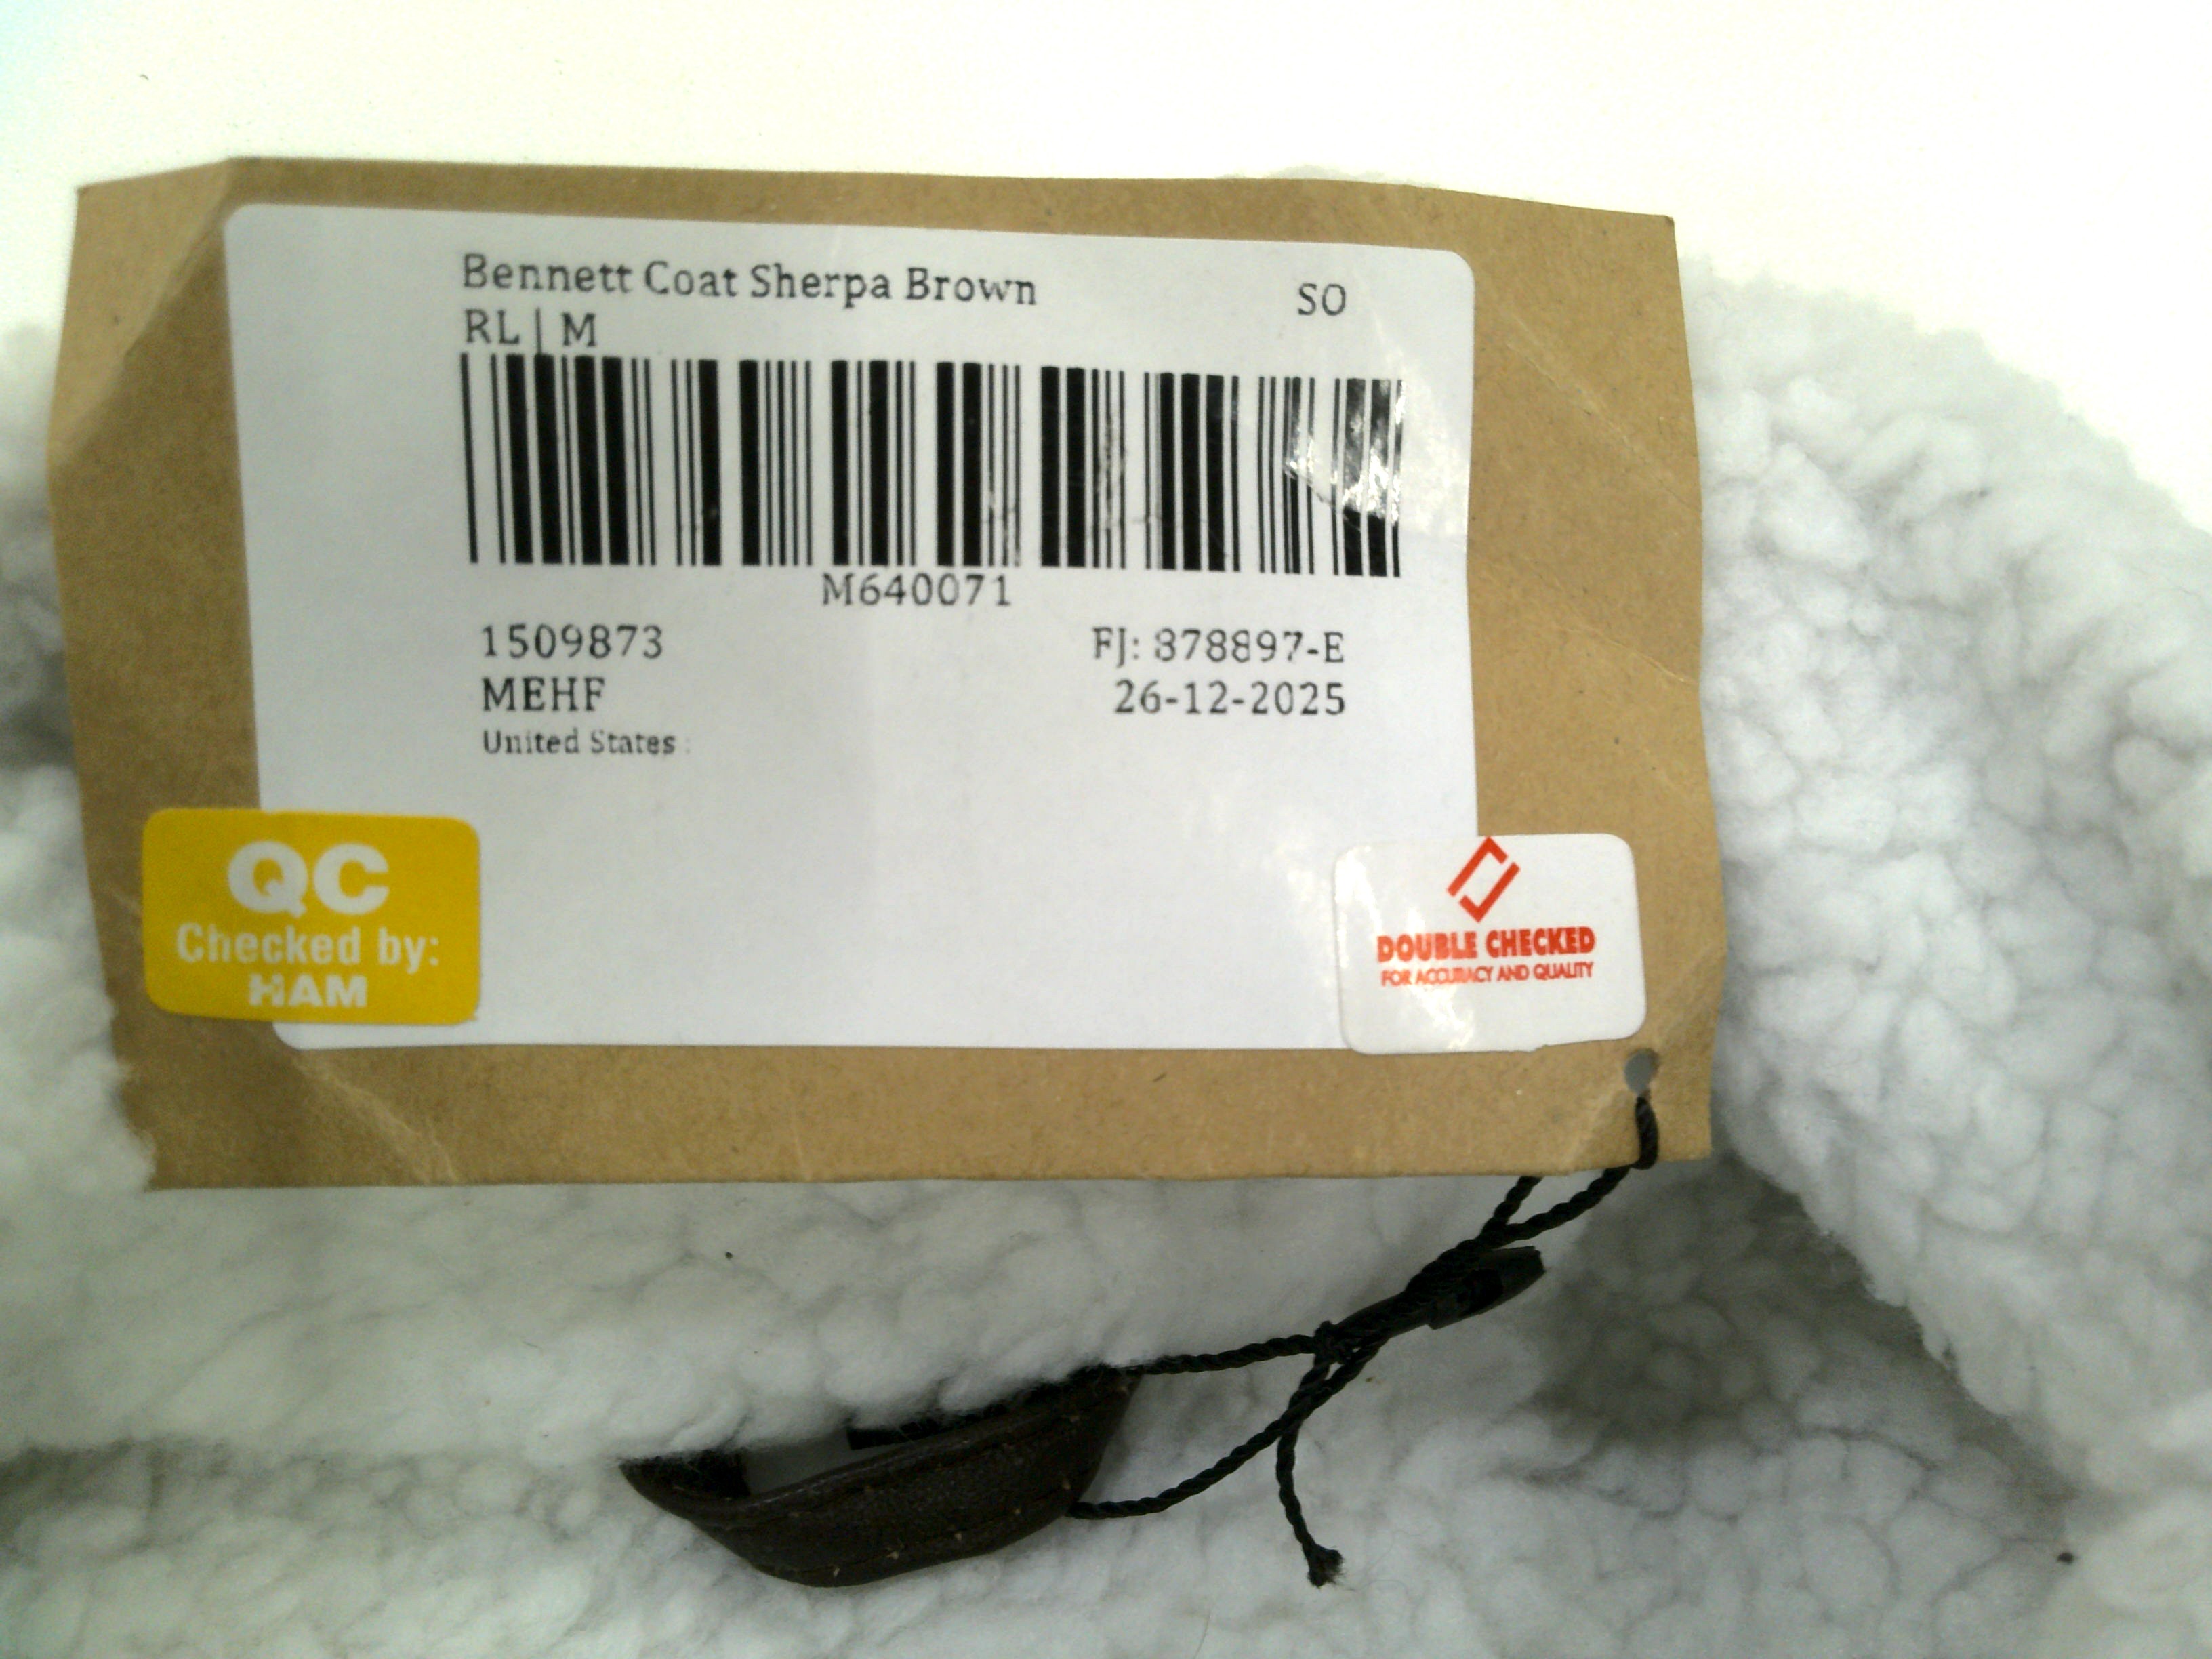 Bennett Coat Sherpa Brown
SO
RL | M
M640071
1509873
FJ: 878897-E
MEHF
26-12-2025
United States
QC
Checked by:
HAM
DOUBLE CHECKED
FOR ACCURACY AND QUALITY